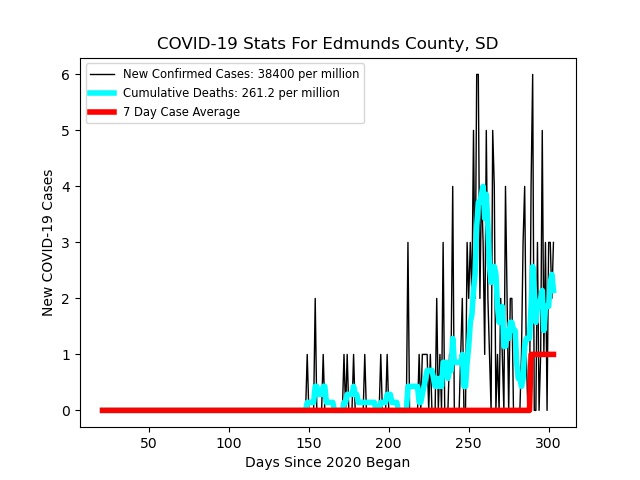 COVID-19 Stats For Edmunds County, SD
New Confirmed Cases: 38400 per million
Cumulative Deaths: 261.2 per million
7 Day Case Average
New COVID-19 Cases
6
5
4
3
2
1
0
50 100 150 200 250 300
Days Since 2020 Began